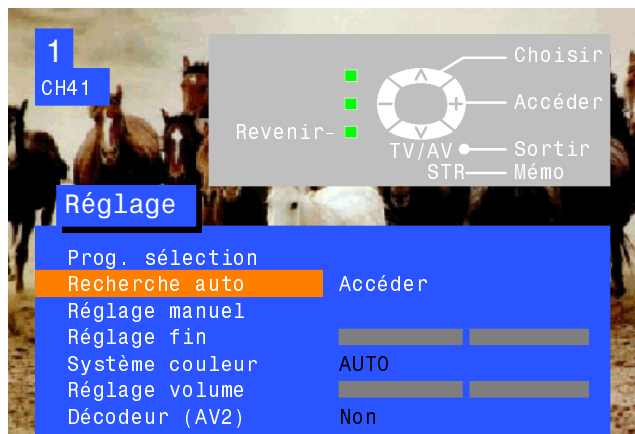 1
CH41
Choisir
Accéder
Revenir
TV/AV Sortir
STR Mémo
Réglage
Prog. sélection
Recherche auto Accéder
Réglage manuel
Réglage fin
Système couleur AUTO
Réglage volume
Décodeur (AV2) Non